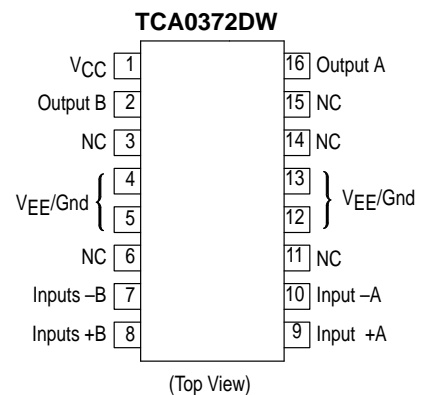 TCA0372DW
VCC 1 16 Output A
Output B 2 15 NC
NC 3 14 NC
4 13
VEE/Gnd { } VEE/Gnd
5 12
NC 6 11 NC
Inputs –B 7 10 Input –A
Inputs +B 8 9 Input +A
(Top View)